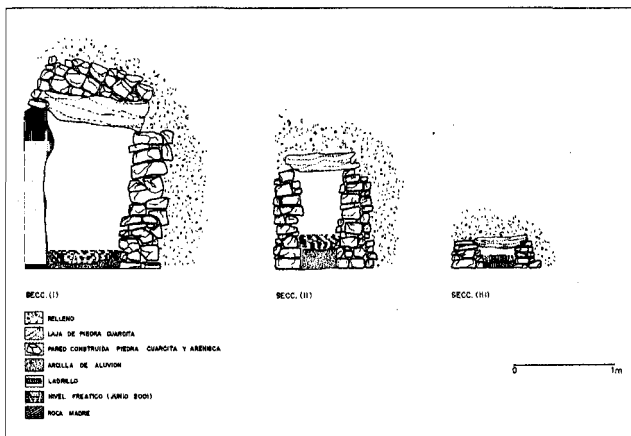 SECC. (I)
SECC. (II)
SECC. (III)
RELLENO
LAJA DE PIEDRA CUARCITA
PARED CONSTRUIDA PIEDRA CUARCITA Y ARENISCA
ARCILLA DE ALUVION
LADRILLO
NIVEL FREATICO (JUNIO 2001)
ROCA MADRE
0 1m